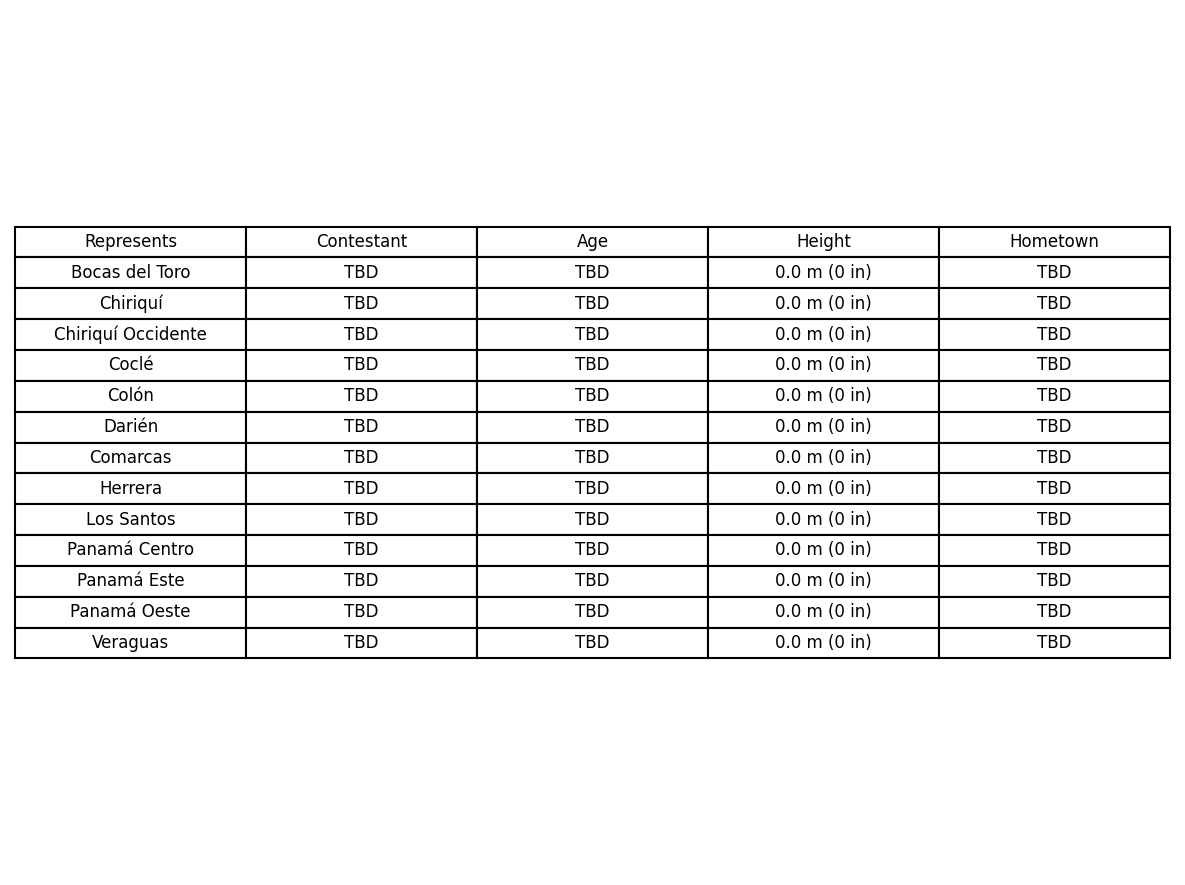 Represents Contestant Age Height Hometown
Bocas del Toro TBD TBD 0.0 m (0 in) TBD
Chiriquí TBD TBD 0.0 m (0 in) TBD
Chiriquí Occidente TBD TBD 0.0 m (0 in) TBD
Coclé TBD TBD 0.0 m (0 in) TBD
Colón TBD TBD 0.0 m (0 in) TBD
Darién TBD TBD 0.0 m (0 in) TBD
Comarcas TBD TBD 0.0 m (0 in) TBD
Herrera TBD TBD 0.0 m (0 in) TBD
Los Santos TBD TBD 0.0 m (0 in) TBD
Panamá Centro TBD TBD 0.0 m (0 in) TBD
Panamá Este TBD TBD 0.0 m (0 in) TBD
Panamá Oeste TBD TBD 0.0 m (0 in) TBD
Veraguas TBD TBD 0.0 m (0 in) TBD